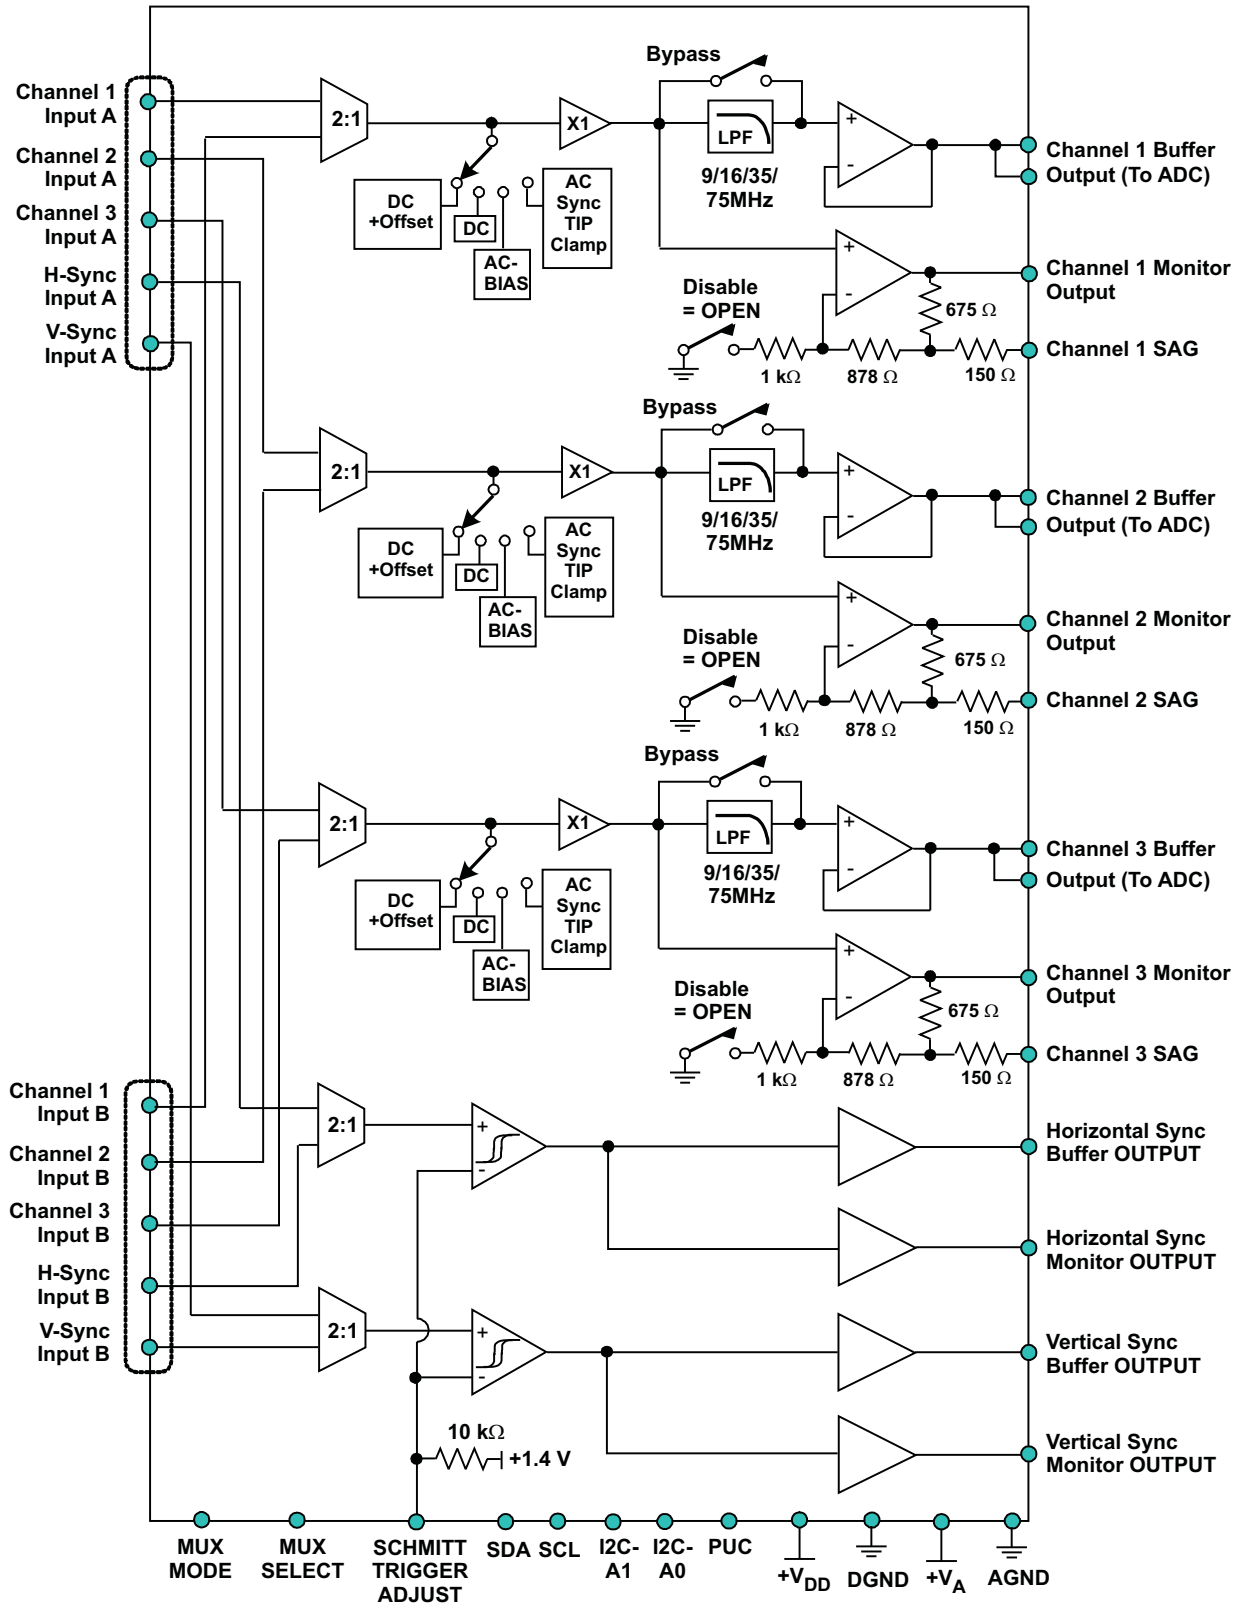 Channel 1
Input A
Channel 2
Input A
Channel 3
Input A
H-Sync
Input A
V-Sync
Input A
2:1
DC
+Offset
DC
AC-
BIAS
AC
Sync
TIP
Clamp
X1
Bypass
LPF
9/16/35/
75MHz
+
-
Channel 1 Buffer
Output (To ADC)
+
-
Channel 1 Monitor
Output
Disable
= OPEN
675 Ω
1 kΩ
878 Ω
150 Ω
Channel 1 SAG
2:1
DC
+Offset
DC
AC-
BIAS
AC
Sync
TIP
Clamp
X1
Bypass
LPF
9/16/35/
75MHz
+
-
Channel 2 Buffer
Output (To ADC)
+
-
Channel 2 Monitor
Output
Disable
= OPEN
675 Ω
1 kΩ
878 Ω
150 Ω
Channel 2 SAG
2:1
DC
+Offset
DC
AC-
BIAS
AC
Sync
TIP
Clamp
X1
Bypass
LPF
9/16/35/
75MHz
+
-
Channel 3 Buffer
Output (To ADC)
+
-
Channel 3 Monitor
Output
Disable
= OPEN
675 Ω
1 kΩ
878 Ω
150 Ω
Channel 3 SAG
Channel 1
Input B
Channel 2
Input B
Channel 3
Input B
H-Sync
Input B
V-Sync
Input B
2:1
+
-
Horizontal Sync
Buffer OUTPUT
Horizontal Sync
Monitor OUTPUT
2:1
+
-
Vertical Sync
Buffer OUTPUT
Vertical Sync
Monitor OUTPUT
10 kΩ
+1.4 V
MUX
MODE
MUX
SELECT
SCHMITT
TRIGGER
ADJUST
SDA
SCL
I2C-
A1
I2C-
A0
PUC
+VDD
DGND
+VA
AGND